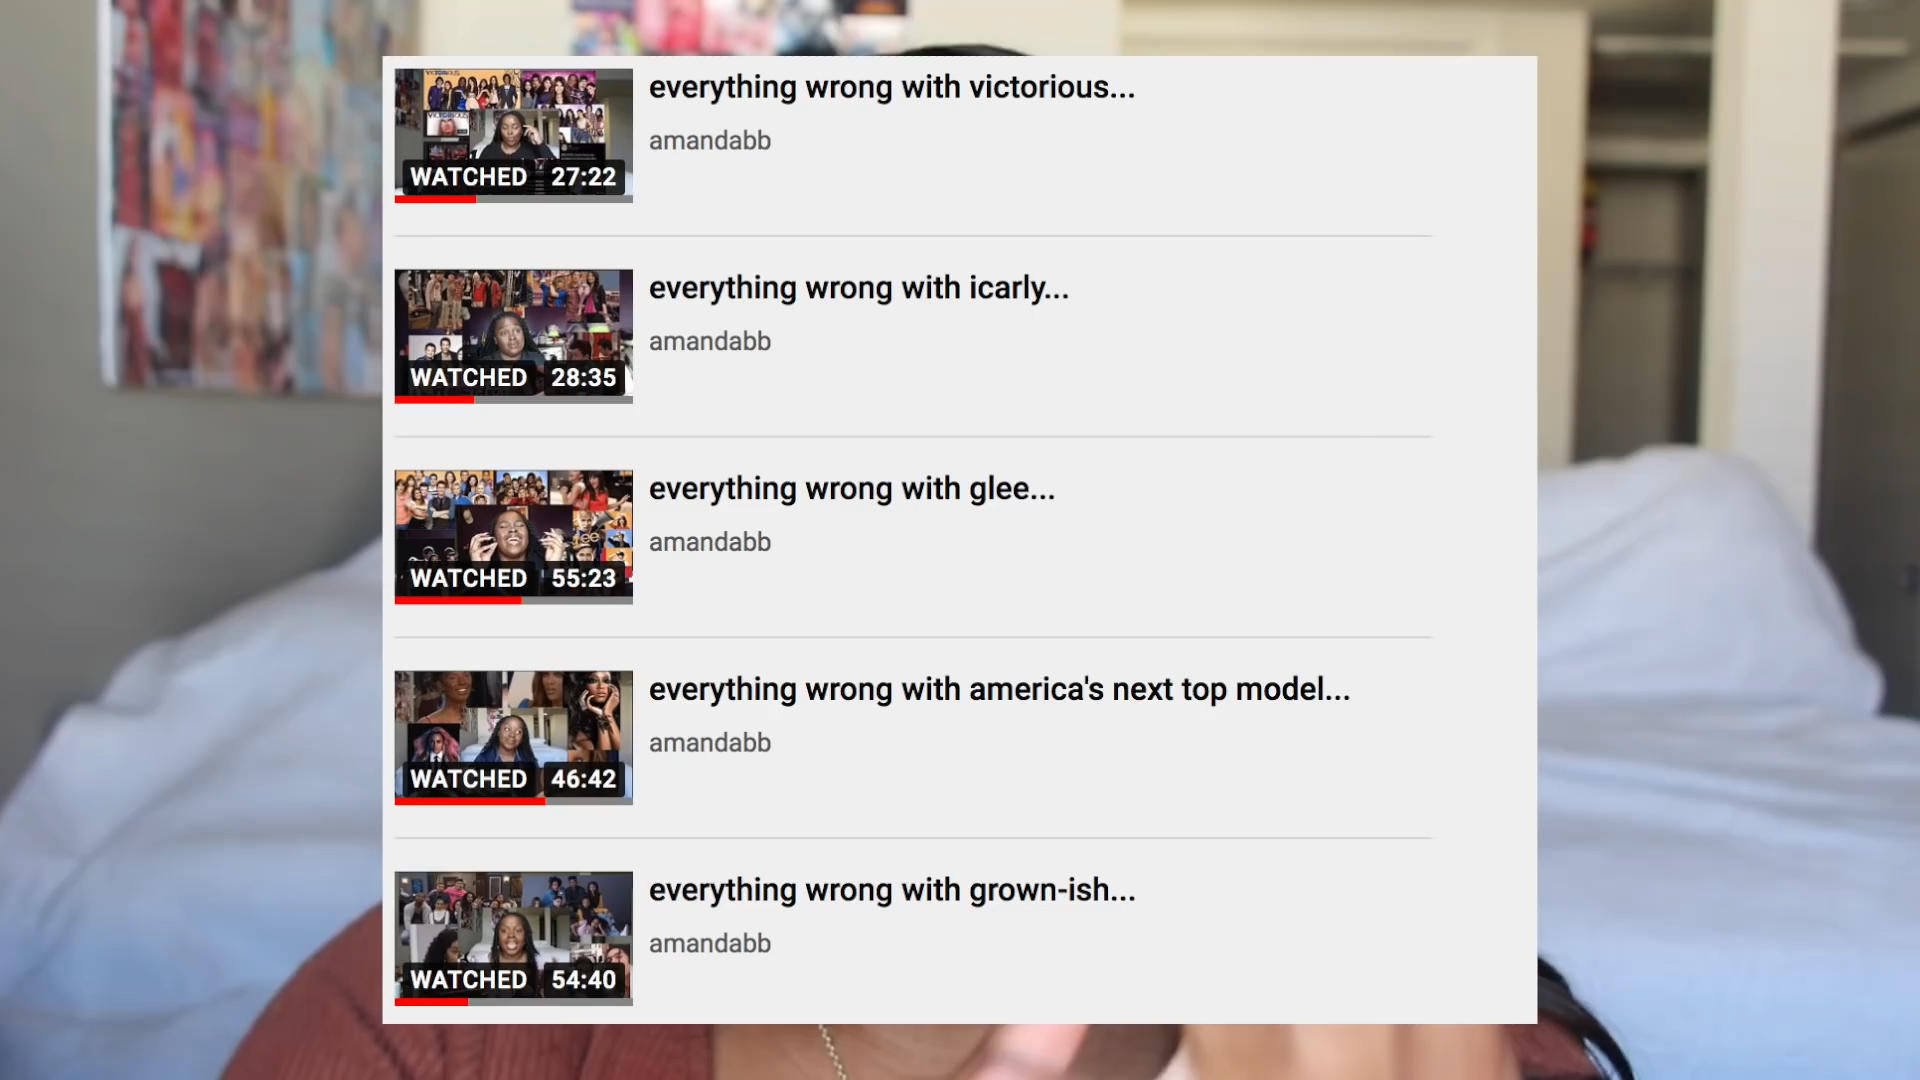 everything wrong with victorious...
amandabb
WATCHED 27:22
everything wrong with icarly...
amandabb
WATCHED 28:35
everything wrong with glee...
amandabb
WATCHED 55:23
everything wrong with america's next top model...
amandabb
WATCHED 46:42
everything wrong with grown-ish...
amandabb
WATCHED 54:40